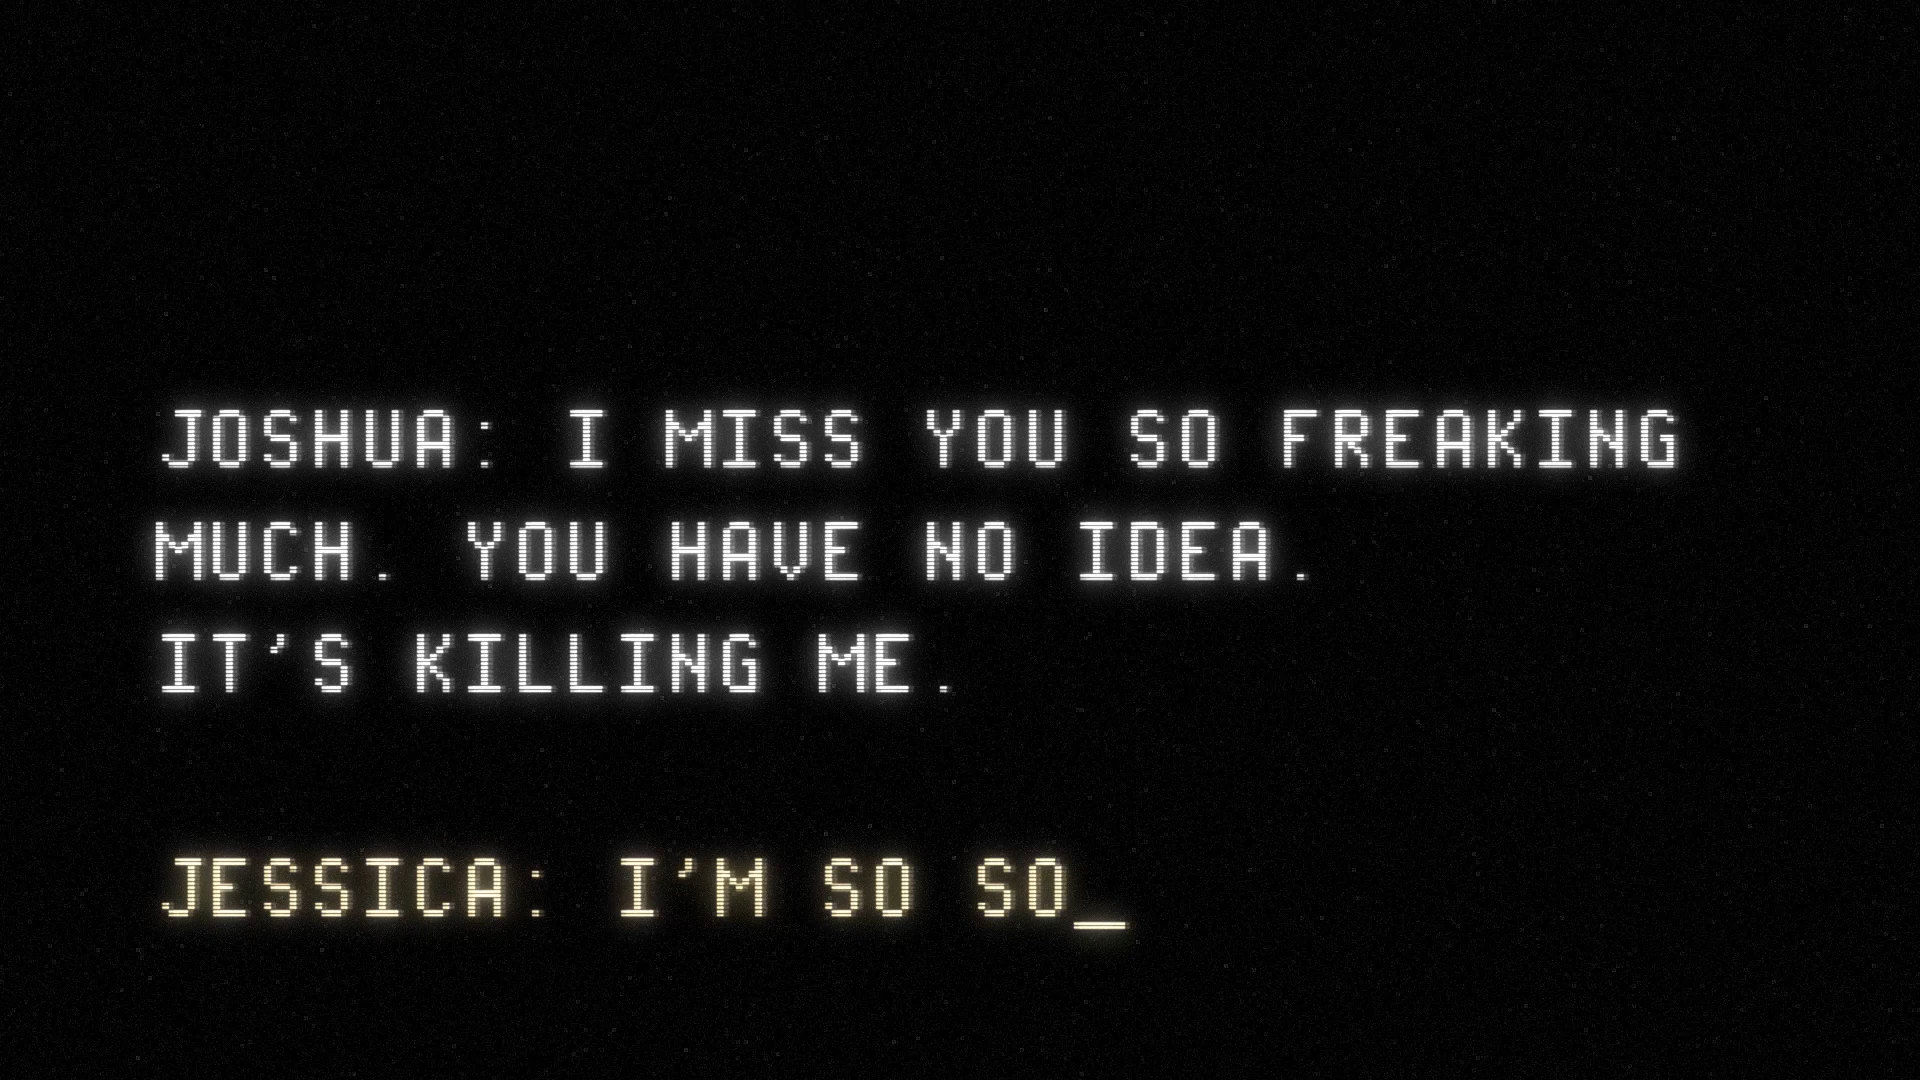 JOSHUA: I MISS YOU SO FREAKING
MUCH. YOU HAVE NO IDEA.
IT'S KILLING ME.
JESSICA: I'M SO SO_